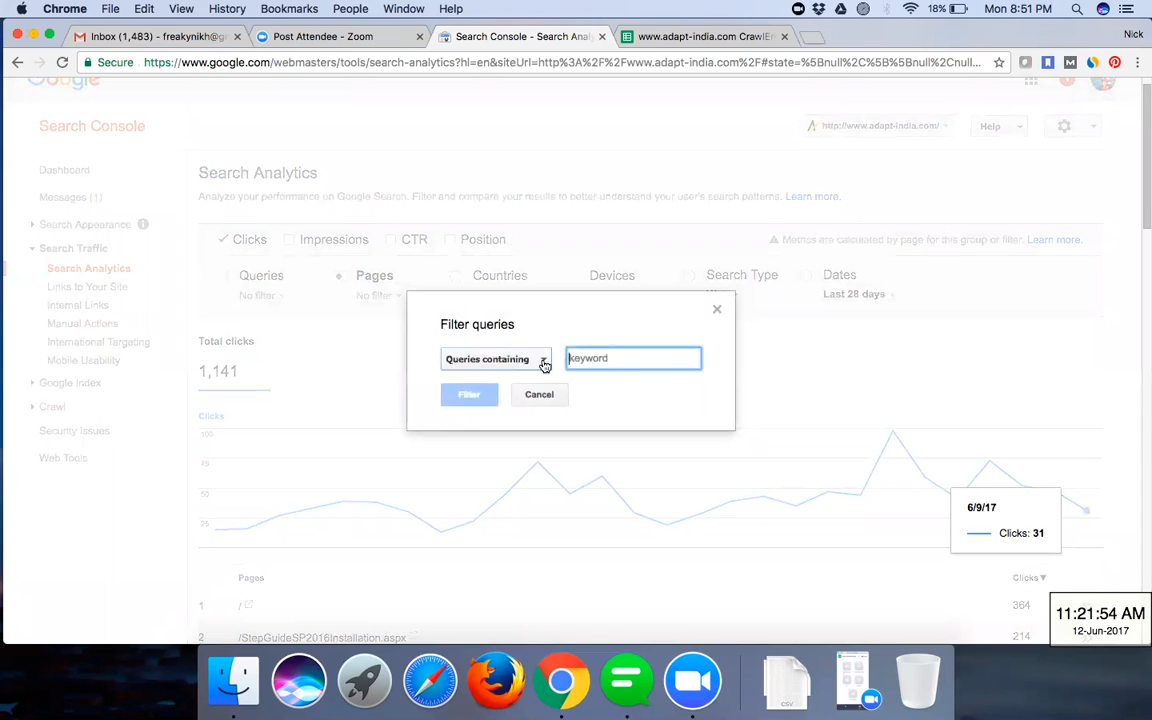 Chrome File Edit View History Bookmarks People Window Help 18% Mon 8:51 PM
Inbox (1,483) - freakynikh@g Post Attendee - Zoom Search Console - Search Anal www.adapt-india.com CrawlEr Nick
Secure https://www.google.com/webmasters/tools/search-analytics?hl=en&siteUrl=http%3A%2F%2Fwww.adapt-india.com%2F#state=%5Bnull%2C%5B%5Bnull%2Cnul...
Google
Search Console http://www.adapt-india.com/ Help
Dashboard
Messages (1)
Search Appearance
Search Traffic
Search Analytics
Links to Your Site
Internal Links
Manual Actions
International Targeting
Mobile Usability
Google Index
Crawl
Security Issues
Web Tools
Search Analytics
Analyze your performance on Google Search. Filter and compare your results to better understand your user's search patterns. Learn more.
Clicks Impressions CTR Position Metrics are calculated by page for this group or filter. Learn more.
Queries Pages Countries Devices Search Type Dates
No filter No filter Last 28 days
Filter queries
Queries containing keyword
Filter Cancel
Total clicks
1,141
Clicks
100
75
50
25
6/9/17
Clicks: 31
Pages Clicks▼
1 / 364
2 /StepGuideSP2016Installation.aspx 214
11:21:54 AM
12-Jun-2017
csv